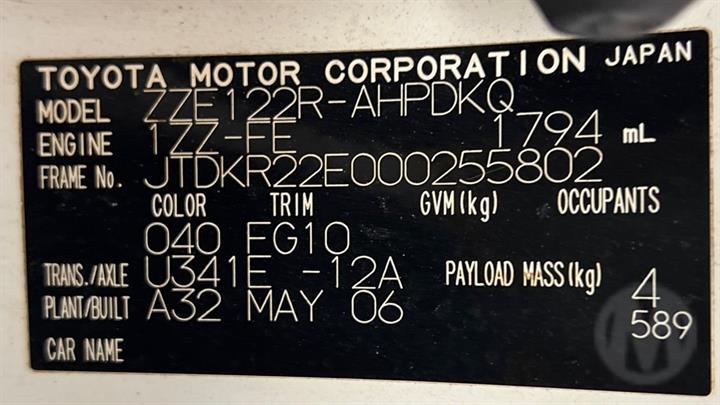 TOYOTA MOTOR CORPORATION JAPAN
MODEL ZZE122R-AHPDKQ
ENGINE 1ZZ-FE 1794 mL
FRAME No. JTDKR22E000255802
COLOR TRIM GVM(kg) OCCUPANTS
040 FG10
TRANS./AXLE U341E -12A PAYLOAD MASS(kg) 4
PLANT/BUILT A32 MAY 06 589
CAR NAME